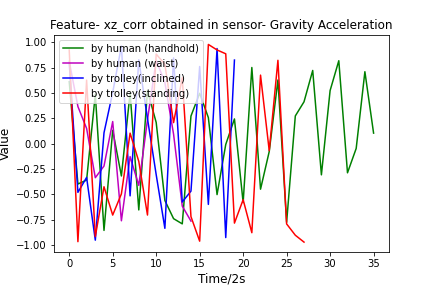 Feature- xz_corr obtained in sensor- Gravity Acceleration
by human (handhold)
by human (waist)
by trolley(inclined)
by trolley(standing)
Value
1.00
0.75
0.50
0.25
0.00
−0.25
−0.50
−0.75
−1.00
0 5 10 15 20 25 30 35
Time/2s